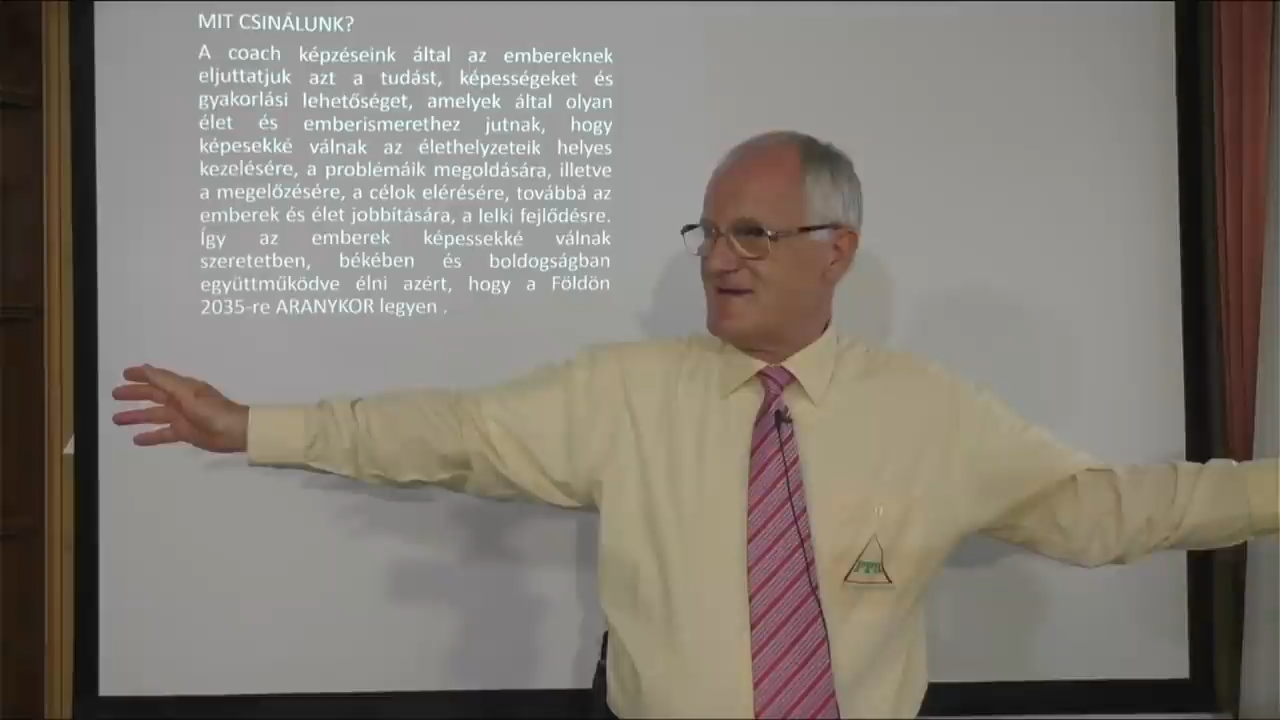 MIT CSINÁLUNK?
A coach képzéseink által az embereknek
eljuttatjuk azt a tudást, képességeket és
gyakorlási lehetőséget, amelyek által olyan
élet és emberismerethez jutnak, hogy
képesekké válnak az élethelyzeteik helyes
kezelésére, a problémáik megoldására, illetve
a megelőzésére, a célok elérésére, továbbá az
emberek és élet jobbítására, a lelki fejlődésre.
Így az emberek képessekké válnak
szeretetben, békében és boldogságban
együttműködve élni azért, hogy a Földön
2035-re ARANYKOR legyen .